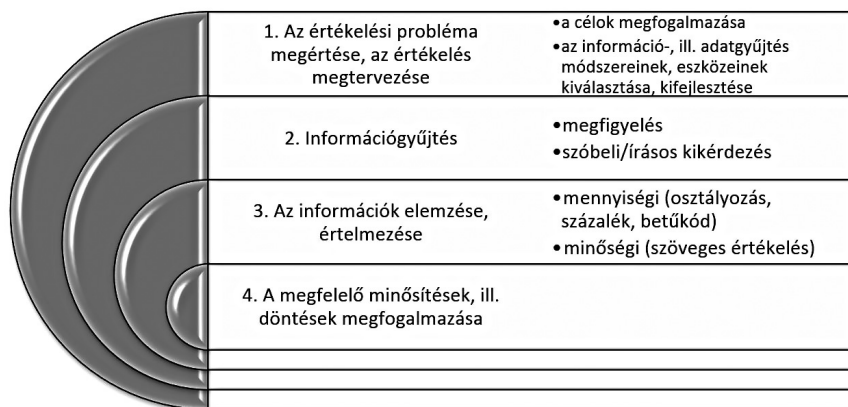 1. Az értékelési probléma
megértése, az értékelés
megtervezése
•a célok megfogalmazása
•az információ-, ill. adatgyűjtés
módszereinek, eszközeinek
kiválasztása, kifejlesztése
2. Információgyűjtés
•megfigyelés
•szóbeli/írásos kikérdezés
3. Az információk elemzése,
értelmezése
•mennyiségi (osztályozás,
százalék, betűkód)
•minőségi (szöveges értékelés)
4. A megfelelő minősítések, ill.
döntések megfogalmazása